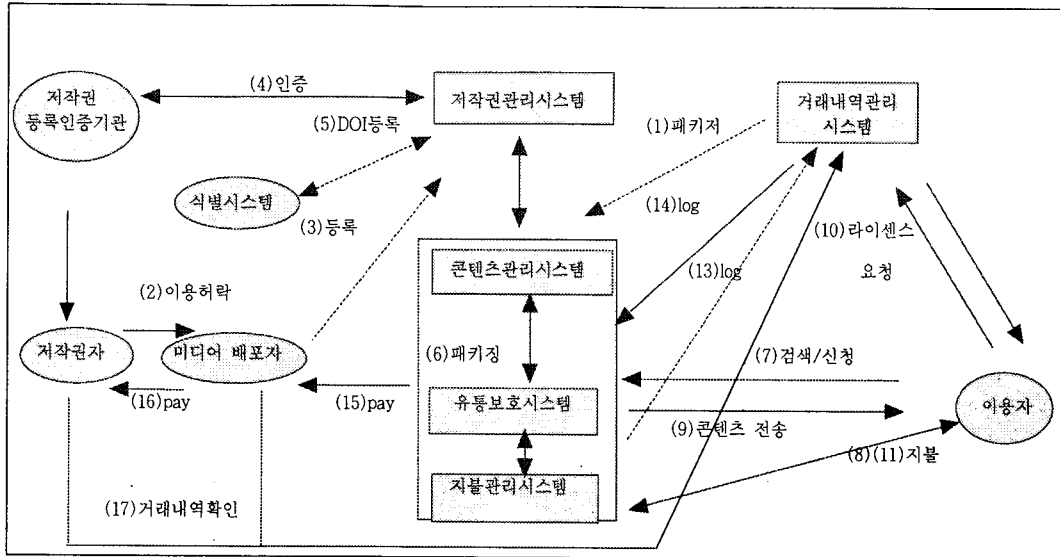 (4)인증
저작권
등록인증기관
저작권관리시스템
거래내역관리
시스템
(5)DOI등록
(1)패키저
식별시스템
(3)등록
(14)log
(10)라이센스
요청
콘텐츠관리시스템
(13)log
(2)이용허락
저작권자
미디어 배포자
(6)패키징
(7)검색/신청
(16)pay
(15)pay
유통보호시스템
(9)콘텐츠 전송
이용자
(8)(11)지불
지불관리시스템
(17)거래내역확인